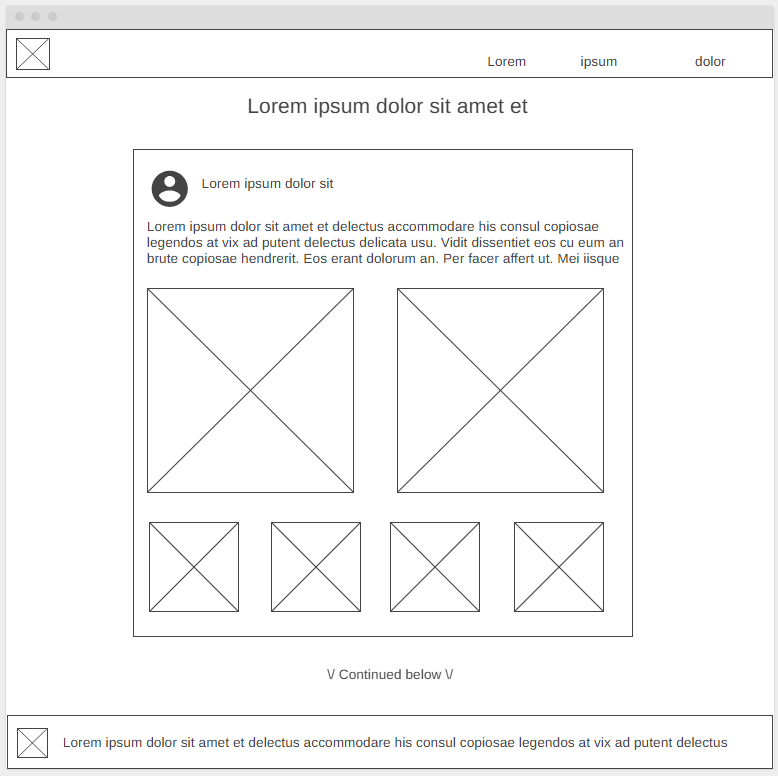 Lorem ipsum dolor
Lorem ipsum dolor sit amet et
Lorem ipsum dolor sit
Lorem ipsum dolor sit amet et delectus accommodare his consul copiosae
legendos at vix ad putent delectus delicata usu. Vidit dissentiet eos cu eum an
brute copiosae hendrerit. Eos erant dolorum an. Per facer affert ut. Mei iisque
\/ Continued below \/
Lorem ipsum dolor sit amet et delectus accommodare his consul copiosae legendos at vix ad putent delectus